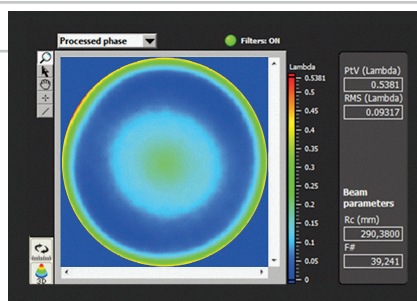 Processed phase
Filters: ON
Lambda
0.5381
0.5
0.45
0.4
0.35
0.3
0.25
0.2
0.15
0.1
0.05
0
PtV (Lambda)
0.5381
RMS (Lambda)
0.09317
Beam
parameters
Rc (mm)
290,3800
F#
39,241
3D